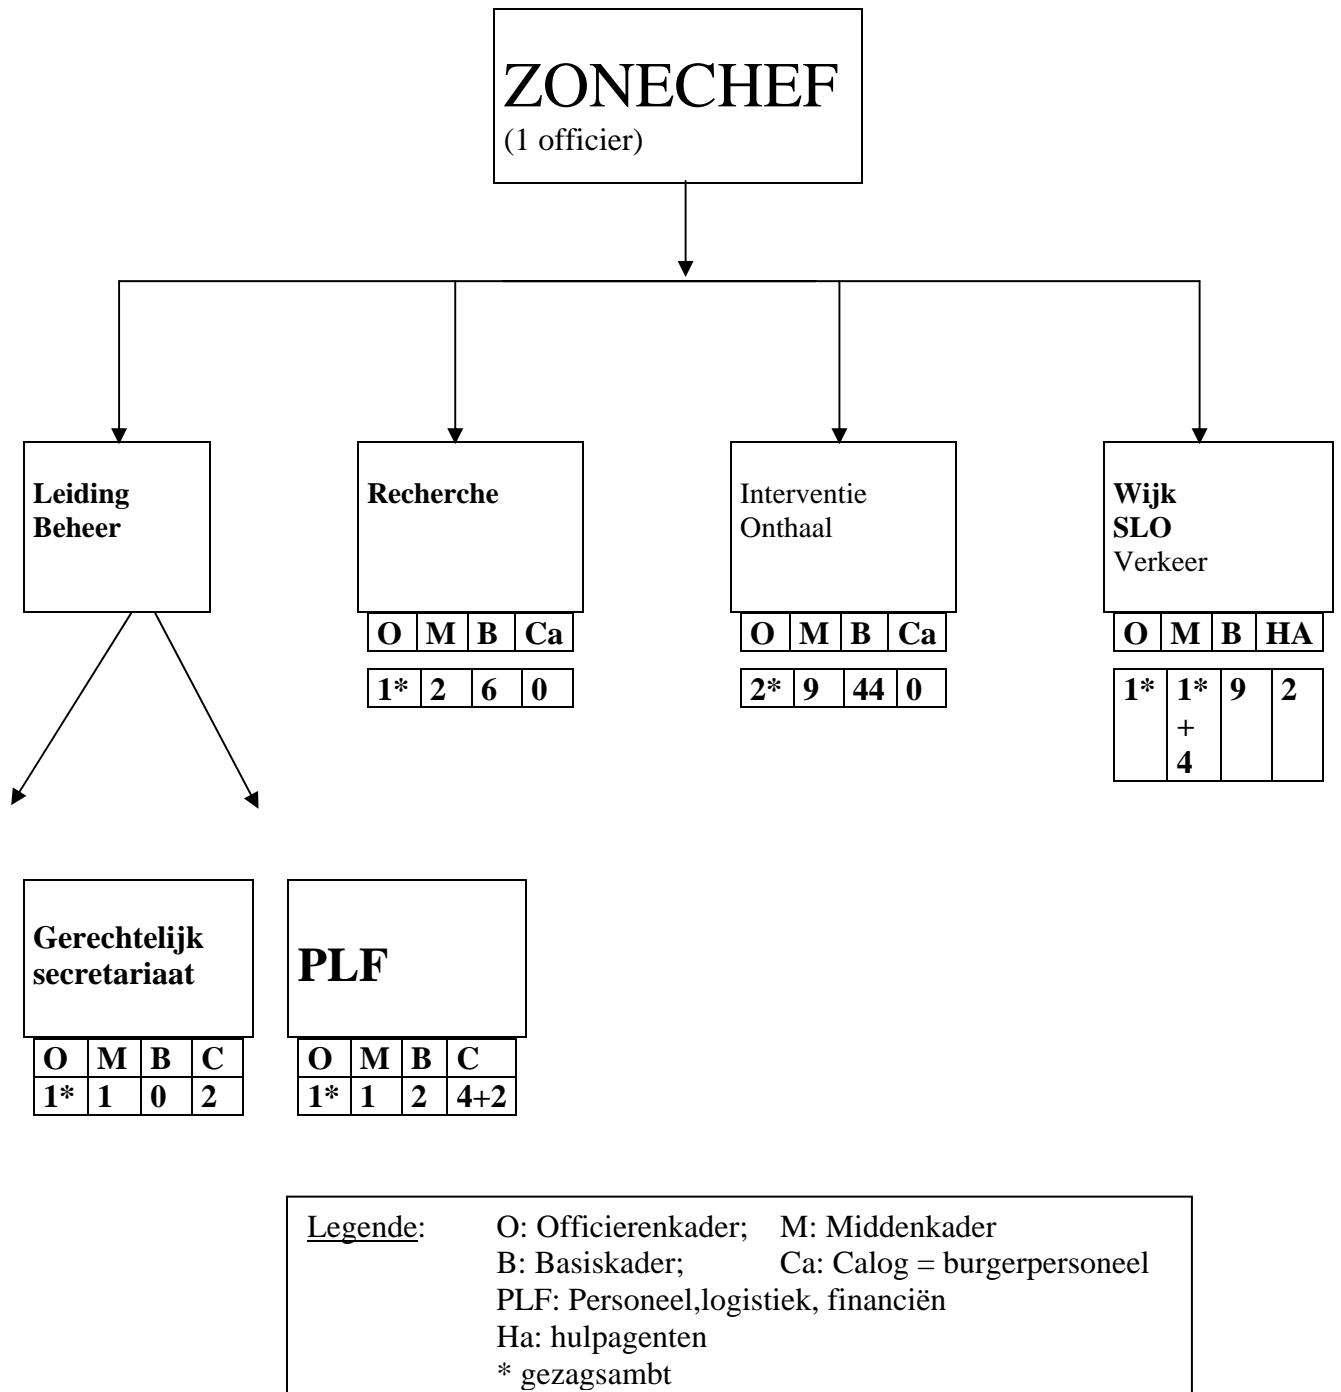 ZONECHEF
(1 officier)
Leiding
Beheer
Recherche
O M B Ca
1* 2 6 0
Interventie
Onthaal
O M B Ca
2* 9 44 0
Wijk
SLO
Verkeer
O M B HA
1* 1* 9 2
+
4
Gerechtelijk
secretariaat
O M B C
1* 1 0 2
PLF
O M B C
1* 1 2 4+2
Legende: O: Officierenkader; M: Middenkader
B: Basiskader; Ca: Calog = burgerpersoneel
PLF: Personeel,logistiek, financiën
Ha: hulpagenten
* gezagsambt